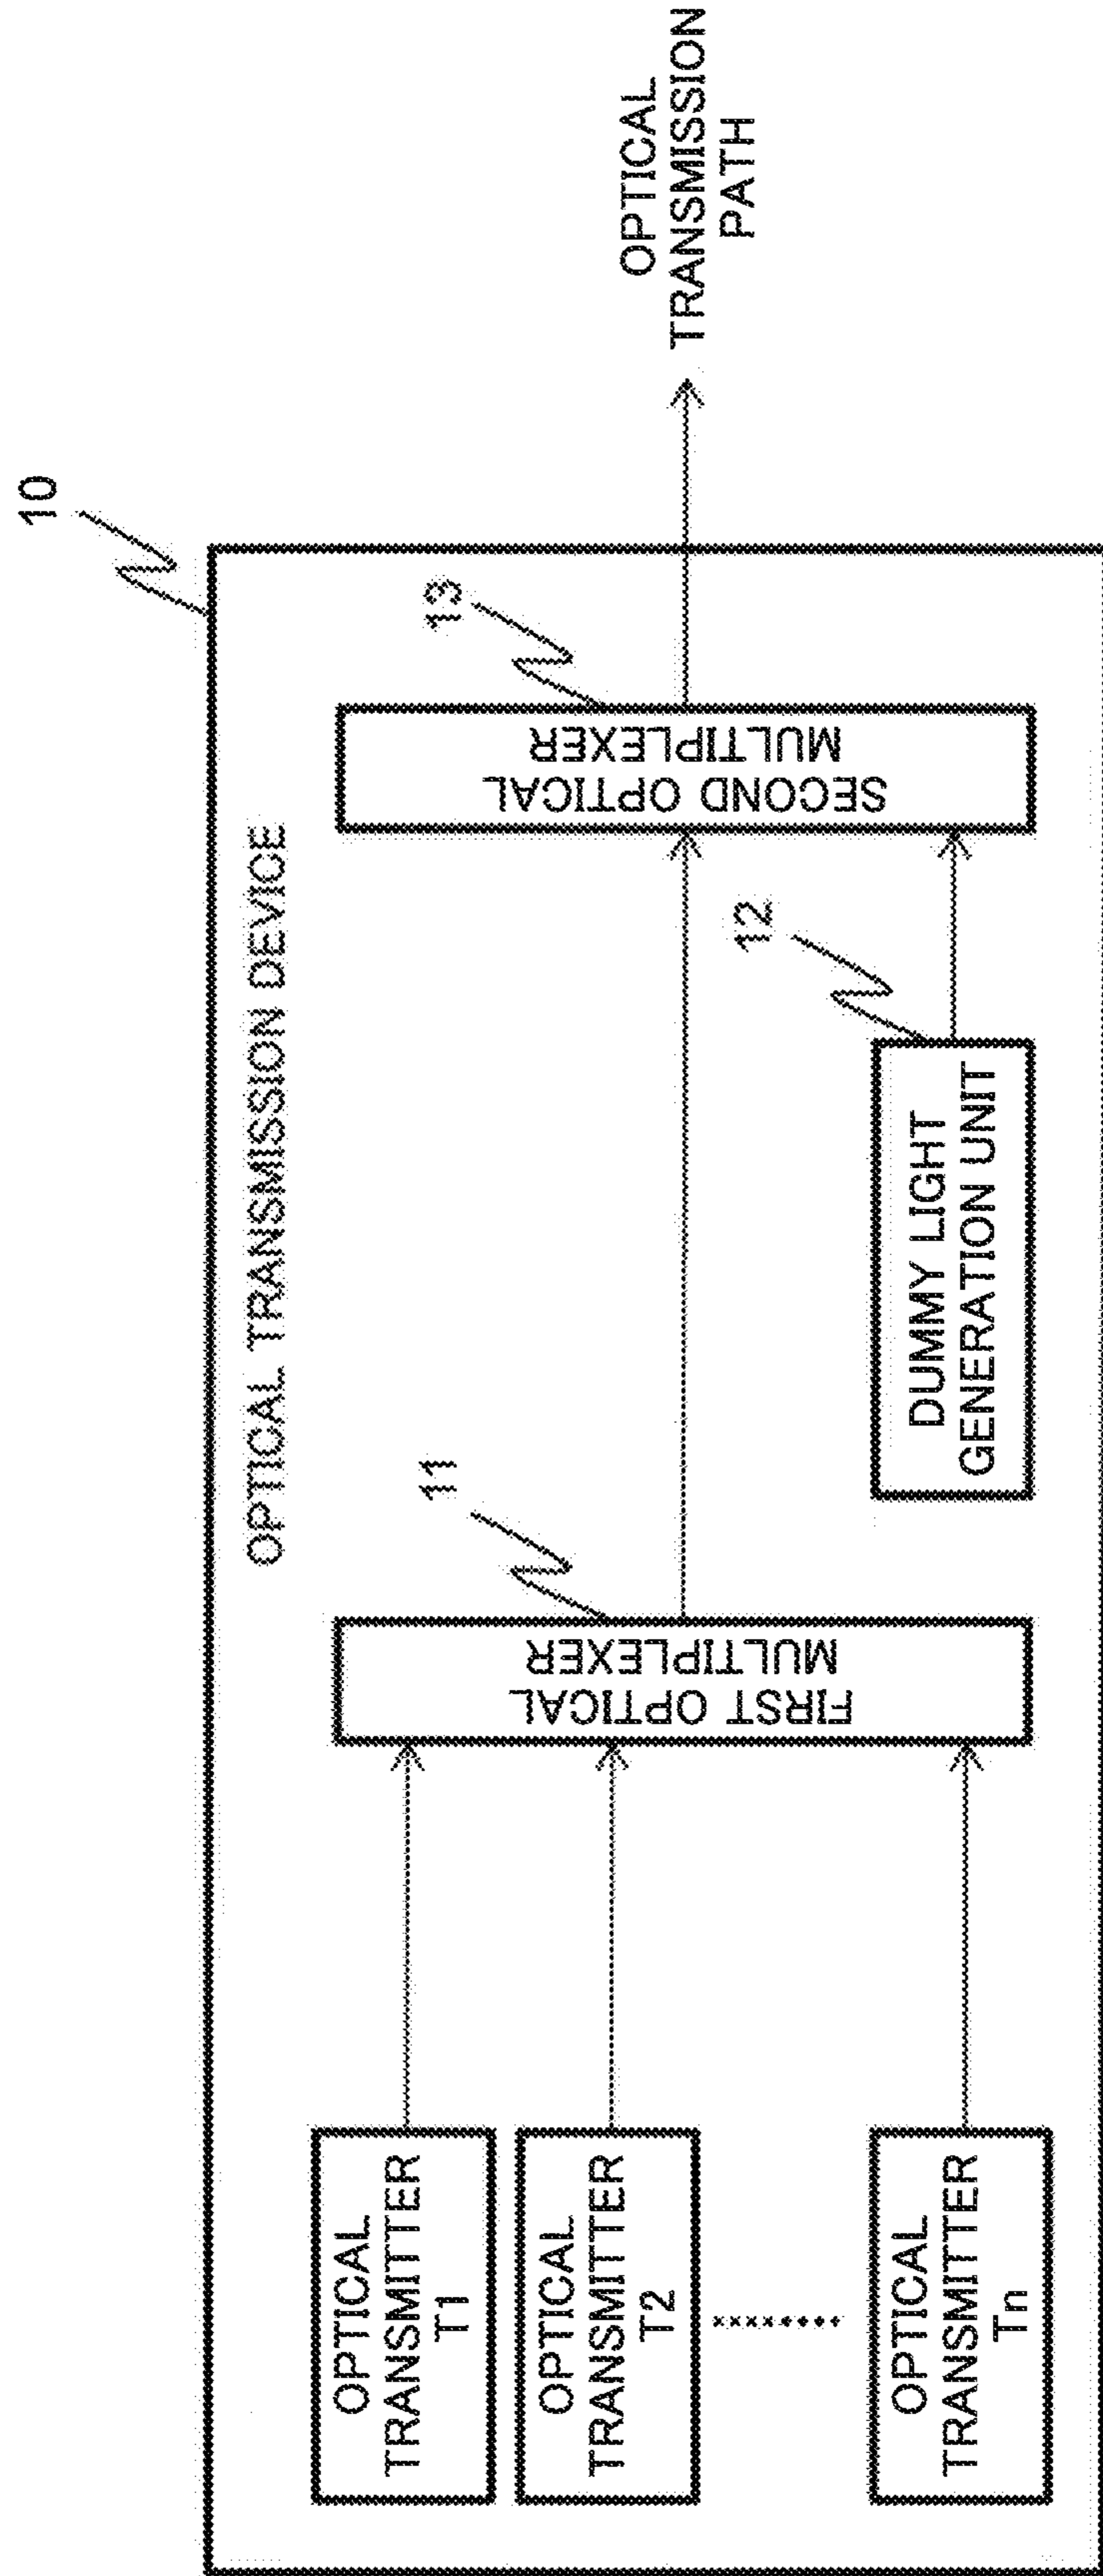 10
OPTICAL TRANSMISSION DEVICE
OPTICAL
TRANSMITTER
T1
OPTICAL
TRANSMITTER
T2
OPTICAL
TRANSMITTER
Tn
11
FIRST OPTICAL
MULTIPLEXER
12
DUMMY LIGHT
GENERATION UNIT
13
SECOND OPTICAL
MULTIPLEXER
OPTICAL
TRANSMISSION
PATH